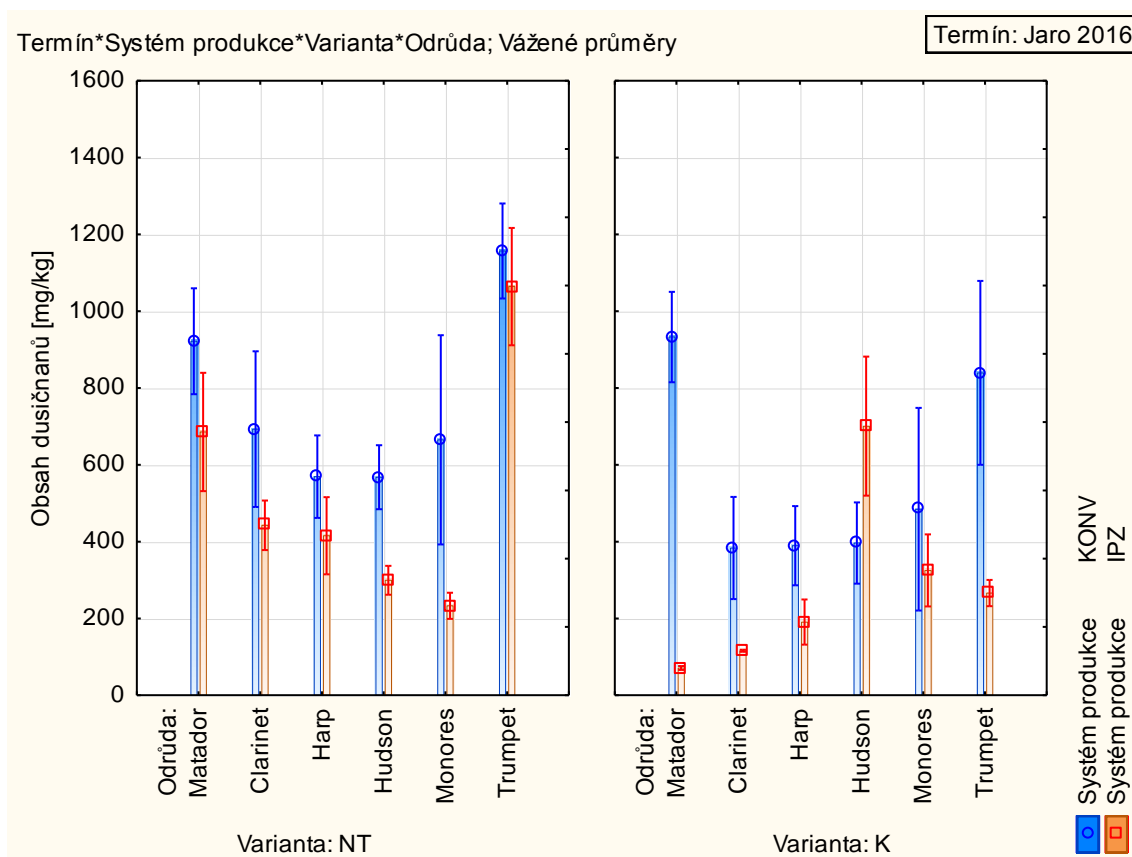 Termín*Systém produkce*Varianta*Odrůda; Vážené průměry
Termín: Jaro 2016
Obsah dusičnanů [mg/kg]
1600
1400
1200
1000
800
600
400
200
0
Odrůda:
Matador
Clarinet
Harp
Hudson
Monores
Trumpet
Varianta: NT
Odrůda:
Matador
Clarinet
Harp
Hudson
Monores
Trumpet
Varianta: K
Systém produkce KONV
Systém produkce IPZ